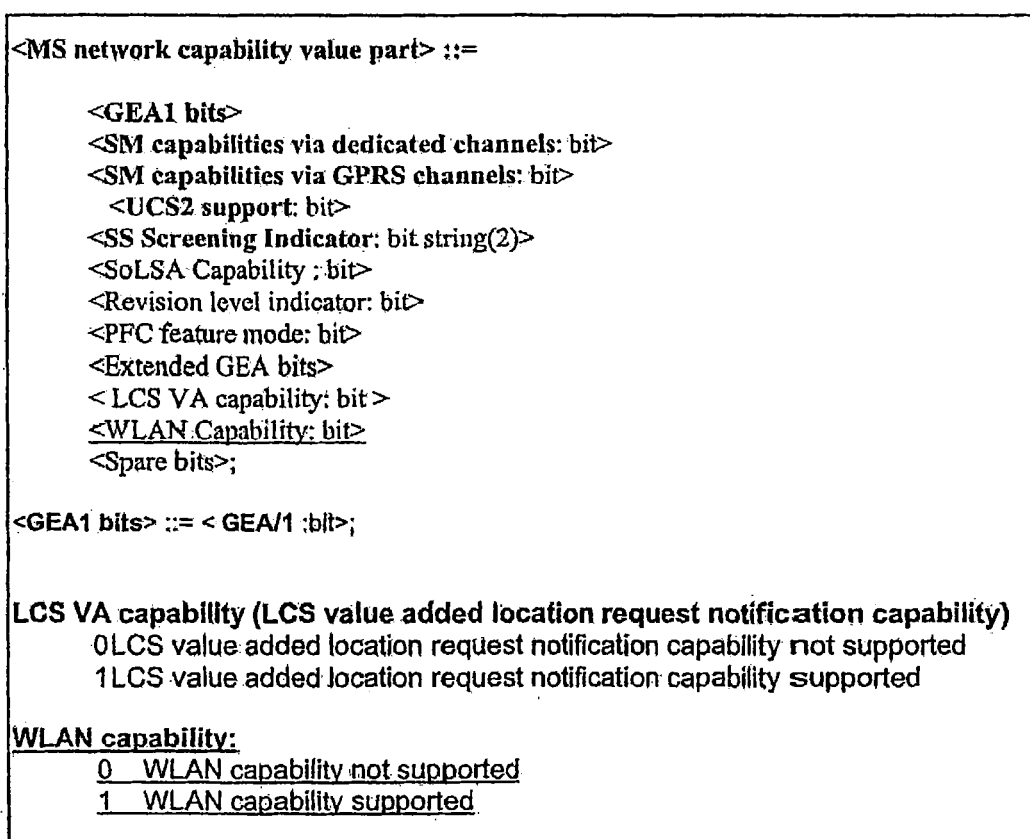 <MS network capability value part> ::=
<GEA1 bits>
<SM capabilities via dedicated channels: bit>
<SM capabilities via GPRS channels: bit>
<UCS2 support: bit>
<SS Screening Indicator: bit string(2)>
<SoLSA Capability : bit>
<Revision level indicator: bit>
<PFC feature mode: bit>
<Extended GEA bits>
< LCS VA capability: bit >
<WLAN Capability: bit>
<Spare bits>;
<GEA1 bits> ::= < GEA/1 :bit>;
LCS VA capability (LCS value added location request notification capability)
0LCS value added location request notification capability not supported
1LCS value added location request notification capability supported
WLAN capability:
0 WLAN capability not supported
1 WLAN capability supported